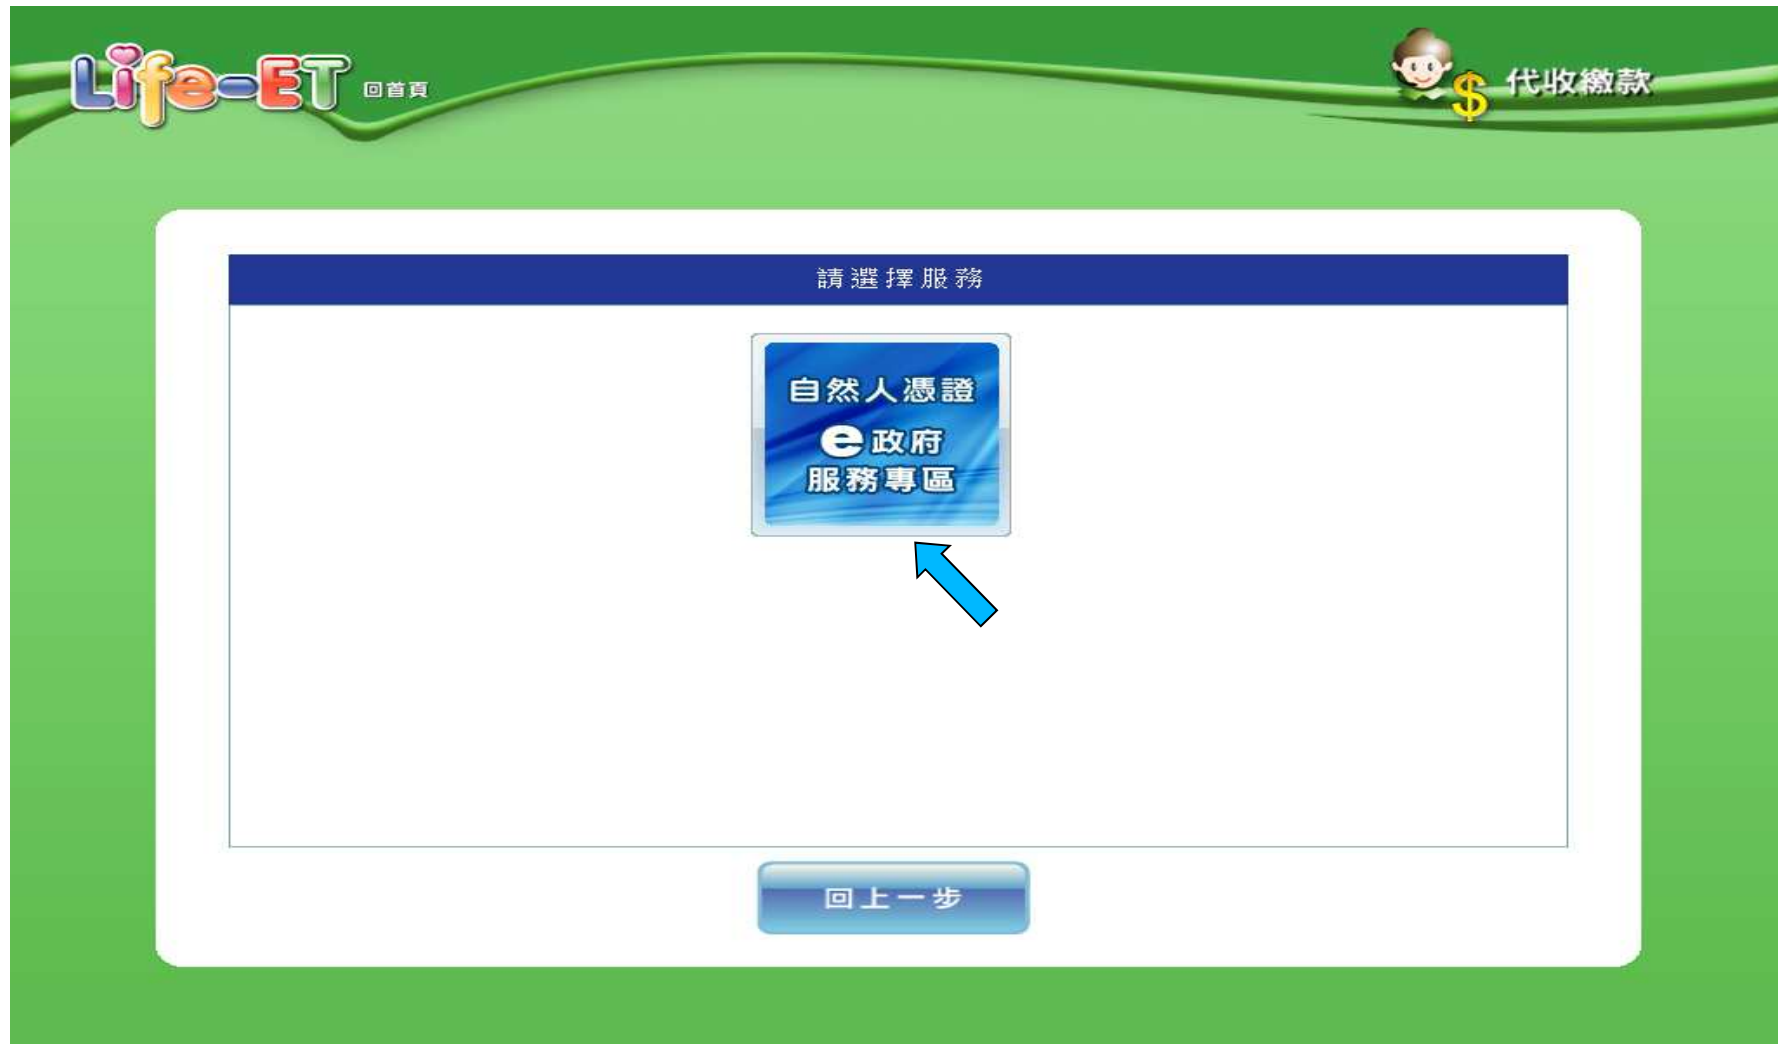 Life-ET 回首頁
$ 代收繳款
請選擇服務
自然人憑證
e政府
服務專區
回上一步